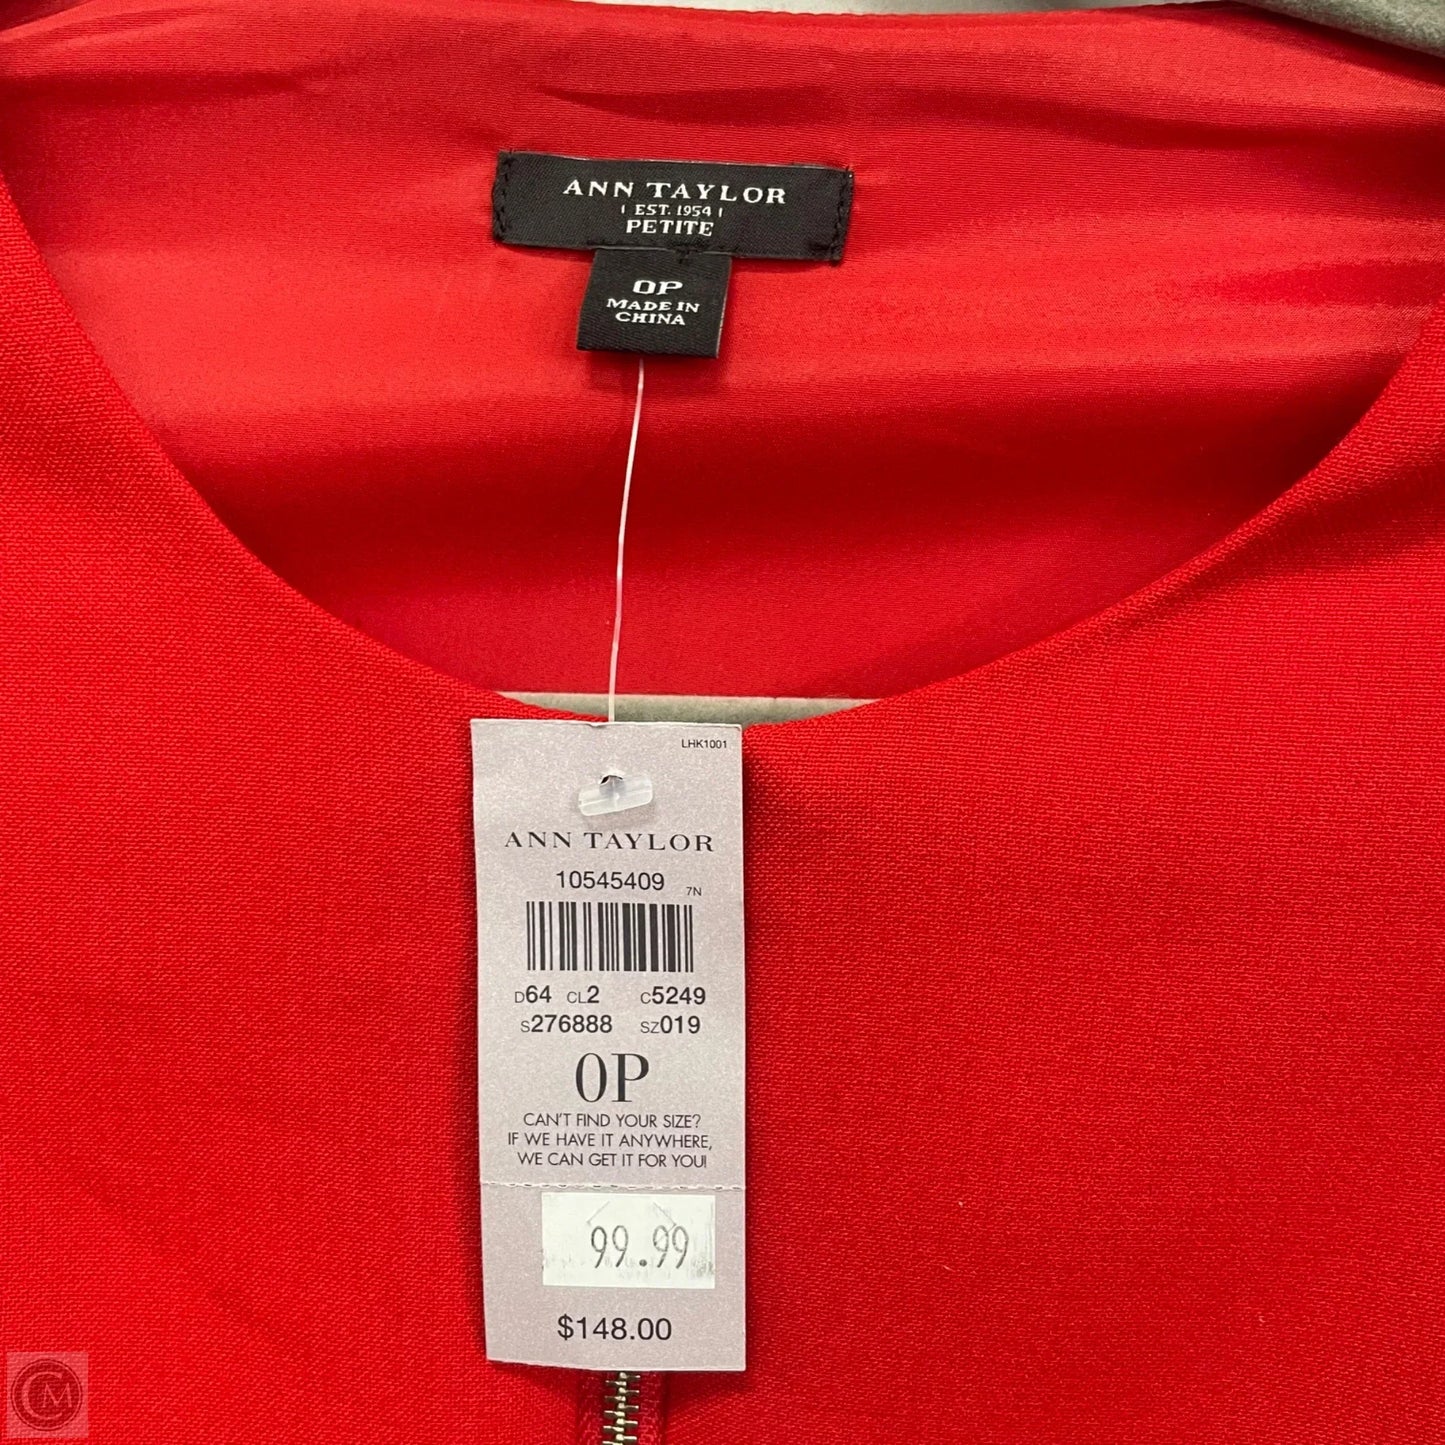 ANN TAYLOR
EST. 1954
PETITE
0P
MADE IN
CHINA
LHK1001
ANN TAYLOR
10545409
7N
D64 CL2 C5249
S276888 SZ019
0P
CAN'T FIND YOUR SIZE?
IF WE HAVE IT ANYWHERE,
WE CAN GET IT FOR YOU!
99.99
$148.00
CM